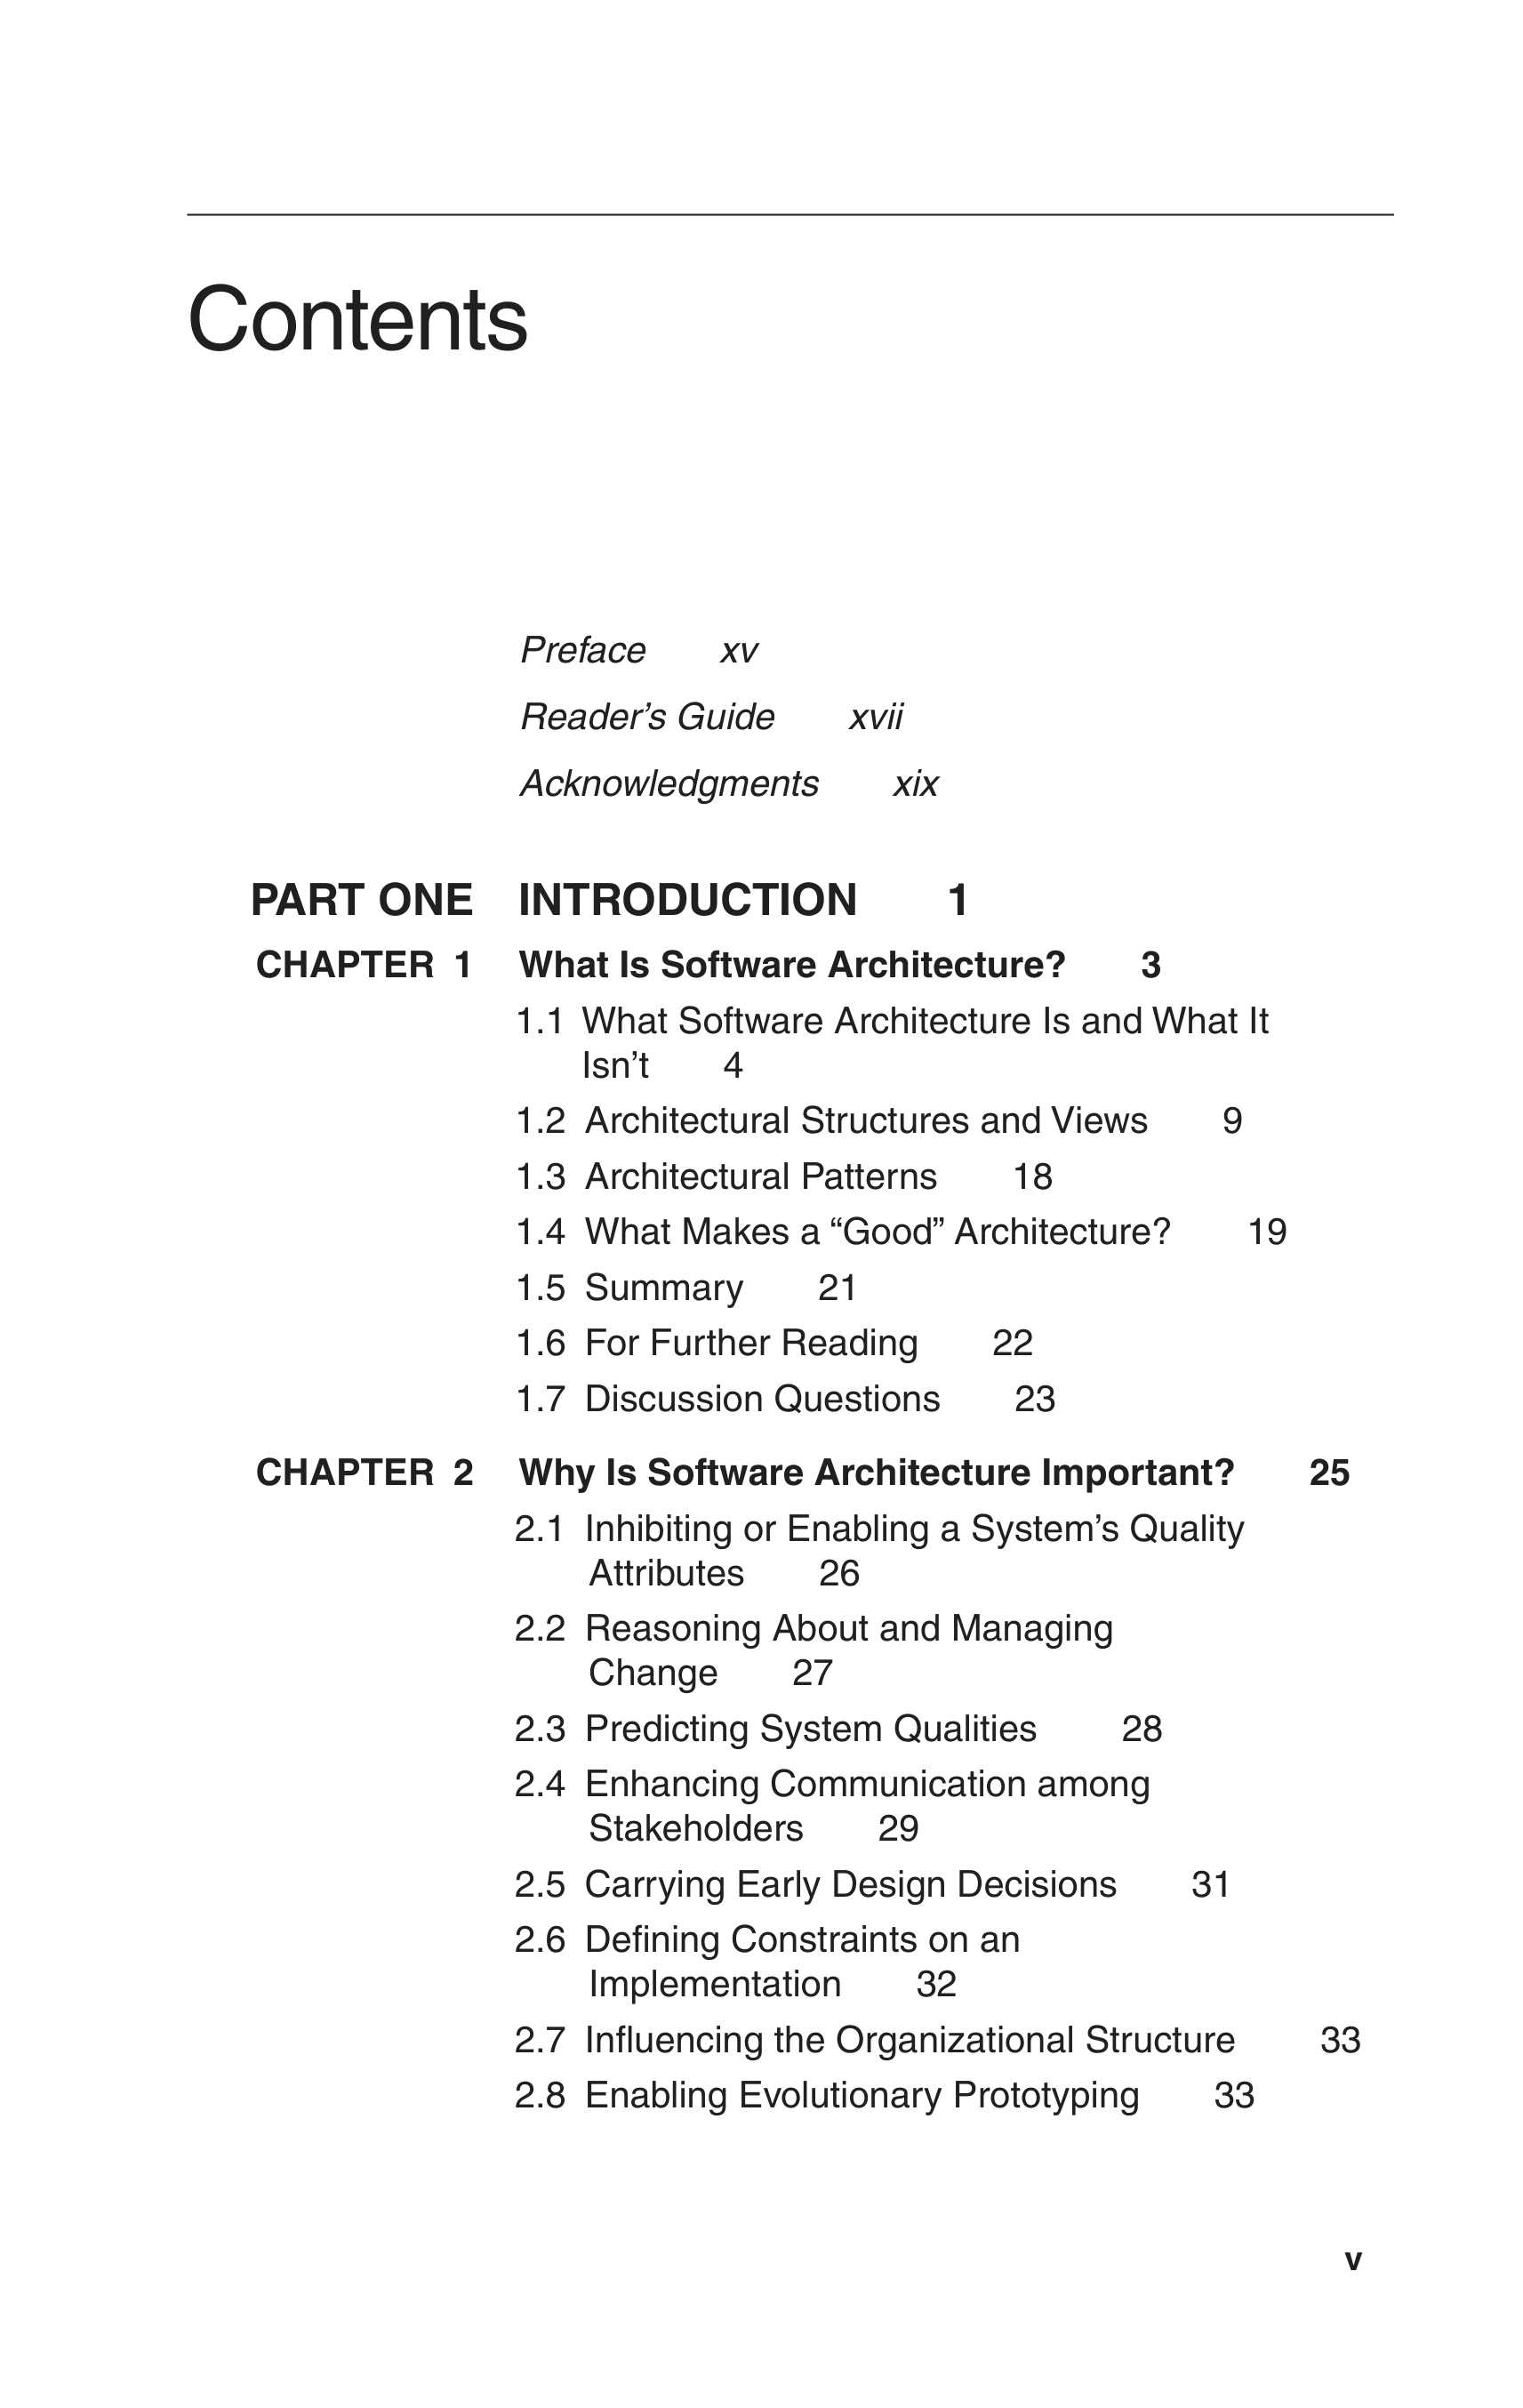 Contents
Preface xv
Reader’s Guide xvii
Acknowledgments xix
PART ONE INTRODUCTION 1
CHAPTER 1 What Is Software Architecture? 3
1.1 What Software Architecture Is and What It
Isn’t 4
1.2 Architectural Structures and Views 9
1.3 Architectural Patterns 18
1.4 What Makes a “Good” Architecture? 19
1.5 Summary 21
1.6 For Further Reading 22
1.7 Discussion Questions 23
CHAPTER 2 Why Is Software Architecture Important? 25
2.1 Inhibiting or Enabling a System’s Quality
Attributes 26
2.2 Reasoning About and Managing
Change 27
2.3 Predicting System Qualities 28
2.4 Enhancing Communication among
Stakeholders 29
2.5 Carrying Early Design Decisions 31
2.6 Defining Constraints on an
Implementation 32
2.7 Influencing the Organizational Structure 33
2.8 Enabling Evolutionary Prototyping 33
v